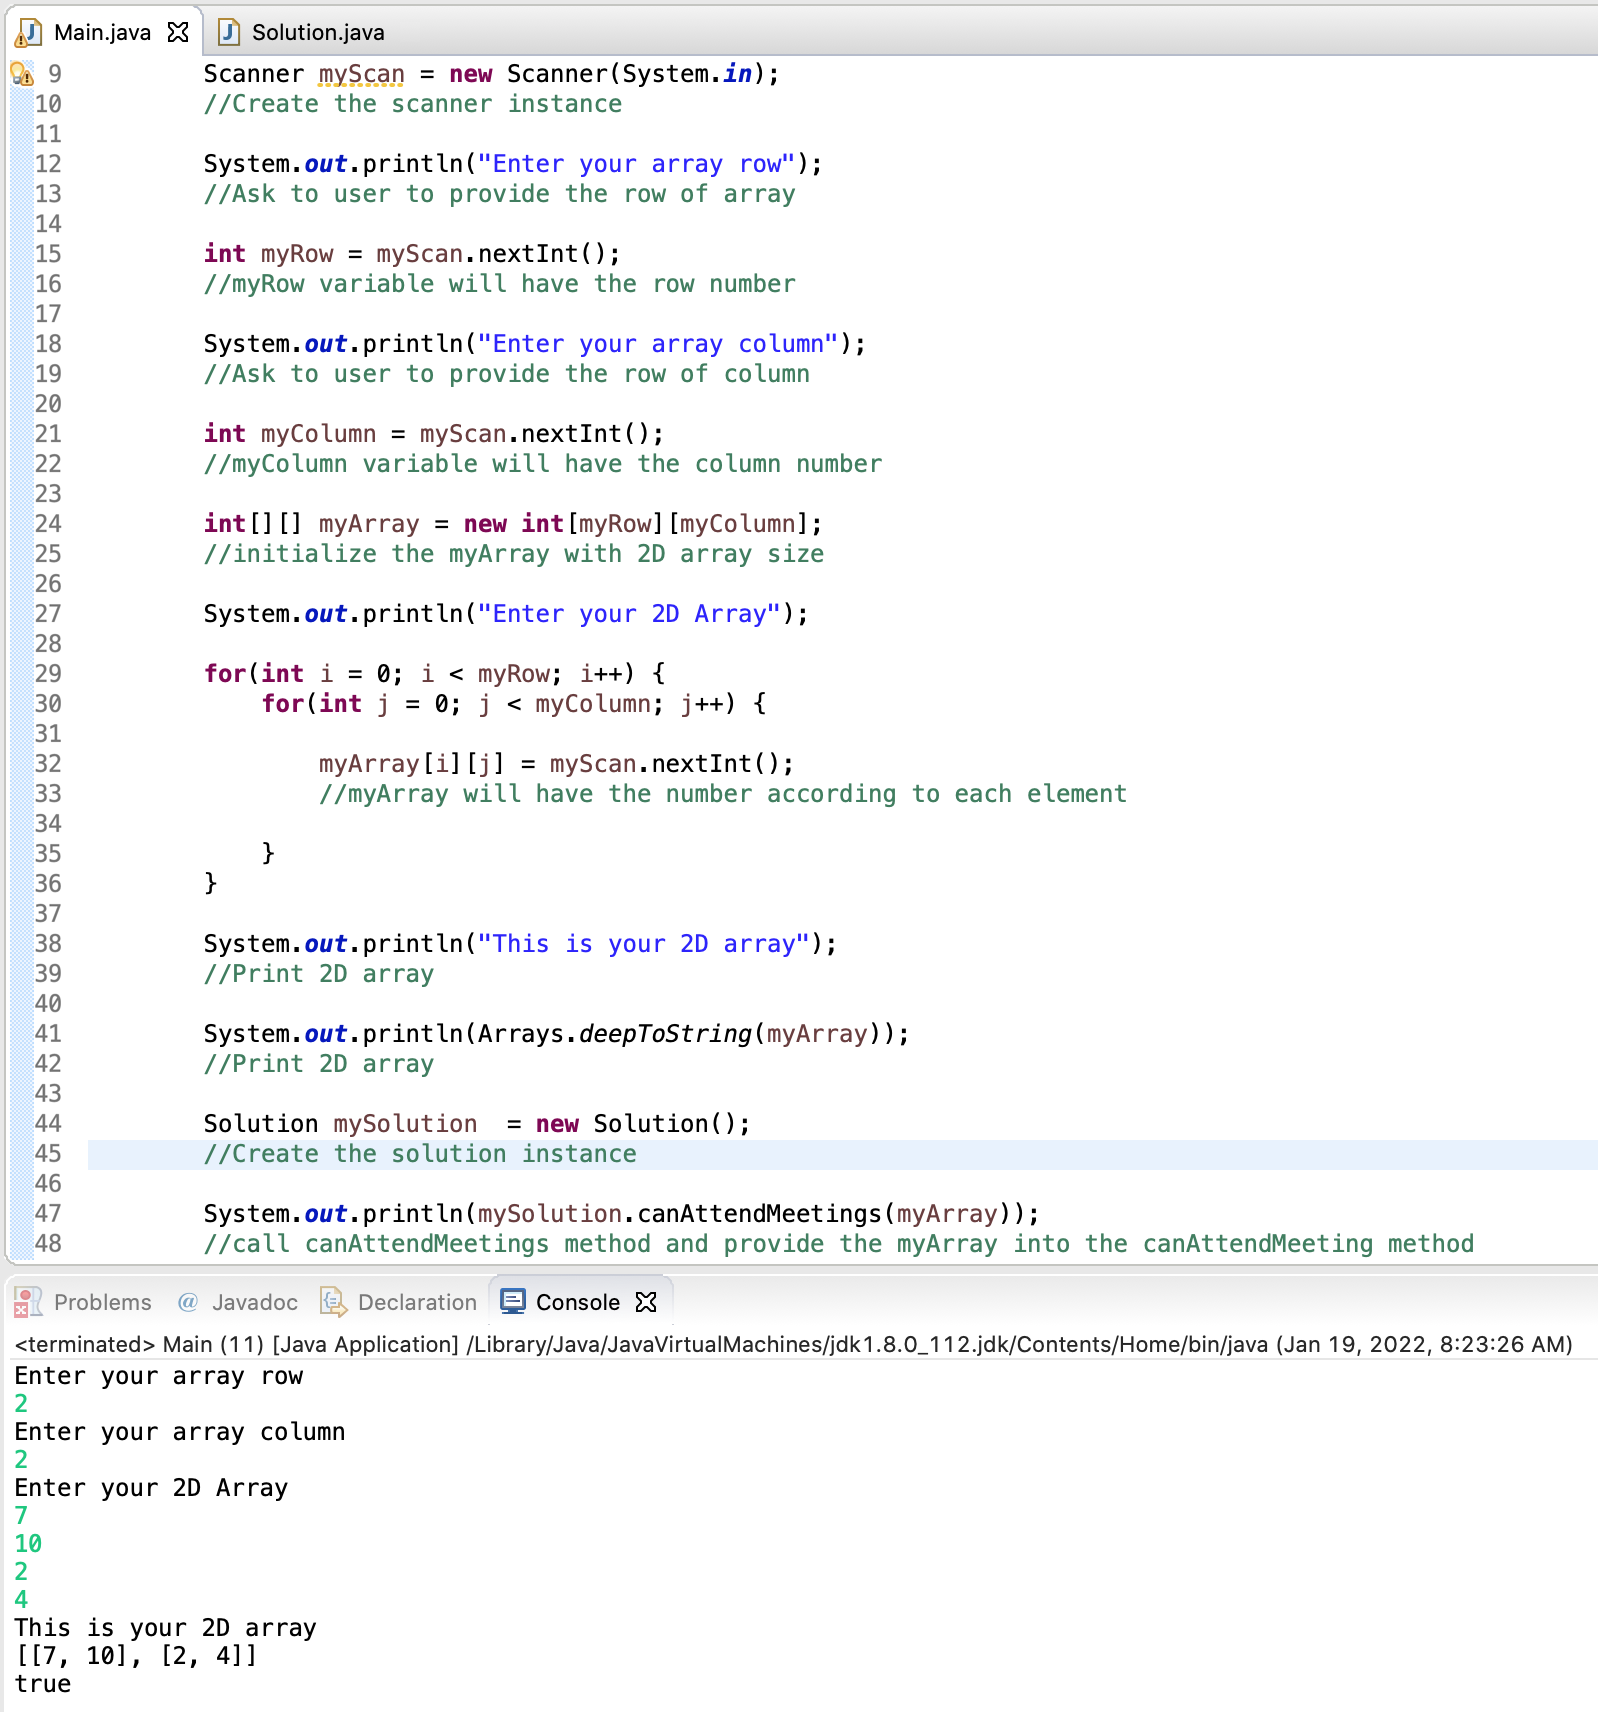 Main.java Solution.java
9 Scanner myScan = new Scanner(System.in);
10 //Create the scanner instance
11
12 System.out.println("Enter your array row");
13 //Ask to user to provide the row of array
14
15 int myRow = myScan.nextInt();
16 //myRow variable will have the row number
17
18 System.out.println("Enter your array column");
19 //Ask to user to provide the row of column
20
21 int myColumn = myScan.nextInt();
22 //myColumn variable will have the column number
23
24 int[][] myArray = new int[myRow][myColumn];
25 //initialize the myArray with 2D array size
26
27 System.out.println("Enter your 2D Array");
28
29 for(int i = 0; i < myRow; i++) {
30 for(int j = 0; j < myColumn; j++) {
31
32 myArray[i][j] = myScan.nextInt();
33 //myArray will have the number according to each element
34
35 }
36 }
37
38 System.out.println("This is your 2D array");
39 //Print 2D array
40
41 System.out.println(Arrays.deepToString(myArray));
42 //Print 2D array
43
44 Solution mySolution  = new Solution();
45 //Create the solution instance
46
47 System.out.println(mySolution.canAttendMeetings(myArray));
48 //call canAttendMeetings method and provide the myArray into the canAttendMeeting method
Problems @ Javadoc Declaration Console
<terminated> Main (11) [Java Application] /Library/Java/JavaVirtualMachines/jdk1.8.0_112.jdk/Contents/Home/bin/java (Jan 19, 2022, 8:23:26 AM)
Enter your array row
2
Enter your array column
2
Enter your 2D Array
7
10
2
4
This is your 2D array
[[7, 10], [2, 4]]
true